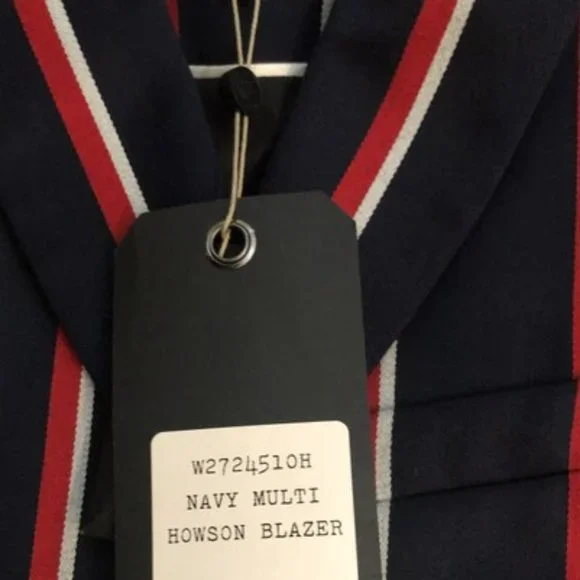 W2724510H
NAVY MULTI
HOWSON BLAZER